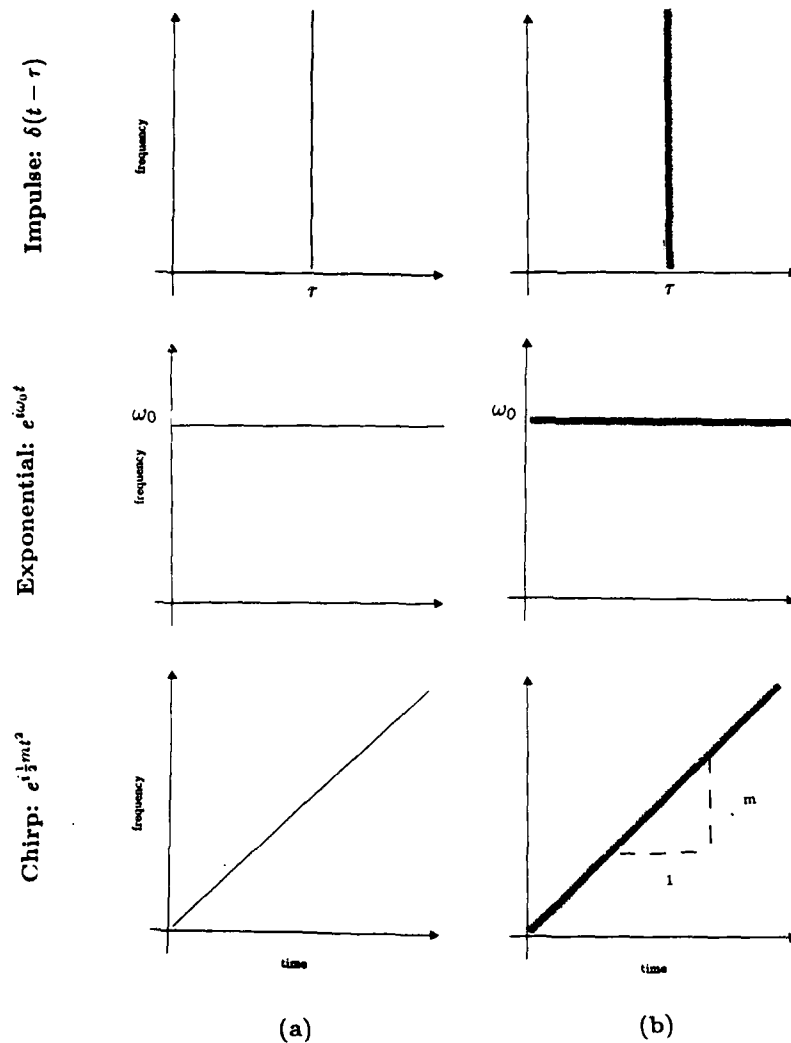 Impulse: δ(t − τ)
frequency
τ
τ
Exponential: e^{iω₀t}
ω₀
frequency
ω₀
Chirp: e^{i½mt²}
frequency
time
m
1
time
(a)
(b)